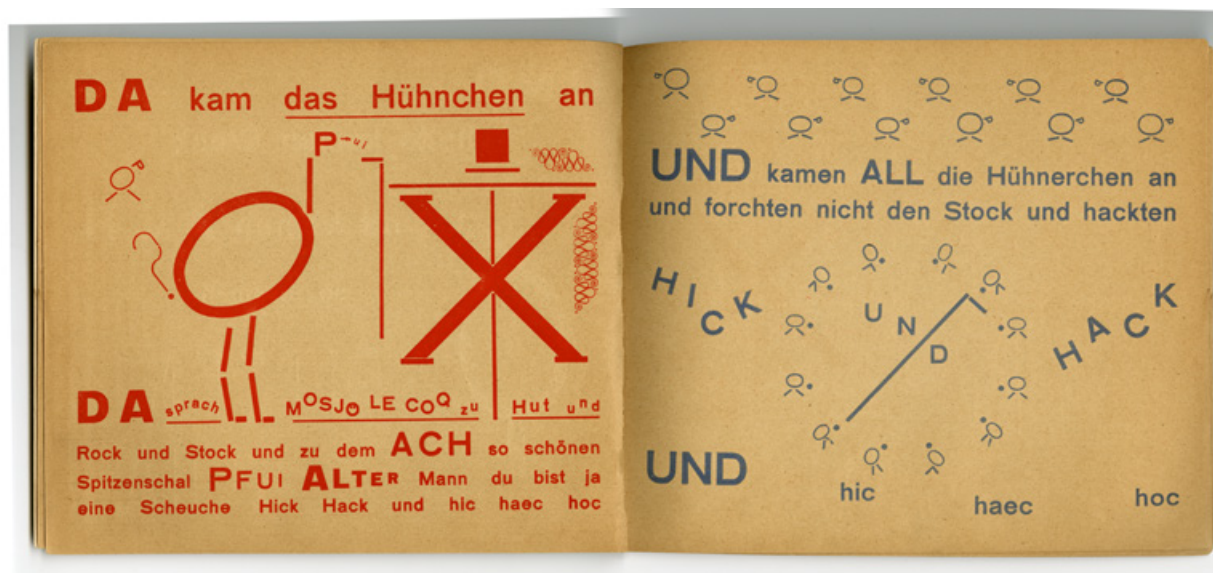 DA kam das Hühnchen an
P→ui
DA sprach MOSJO LE COQ zu Hut und
Rock und Stock und zu dem ACH so schönen
Spitzenschal PFUI ALTER Mann du bist ja
eine Scheuche Hick Hack und hic haec hoc
UND kamen ALL die Hühnerchen an
und forchten nicht den Stock und hackten
HICK
UND
HACK
UND
hic
haec
hoc